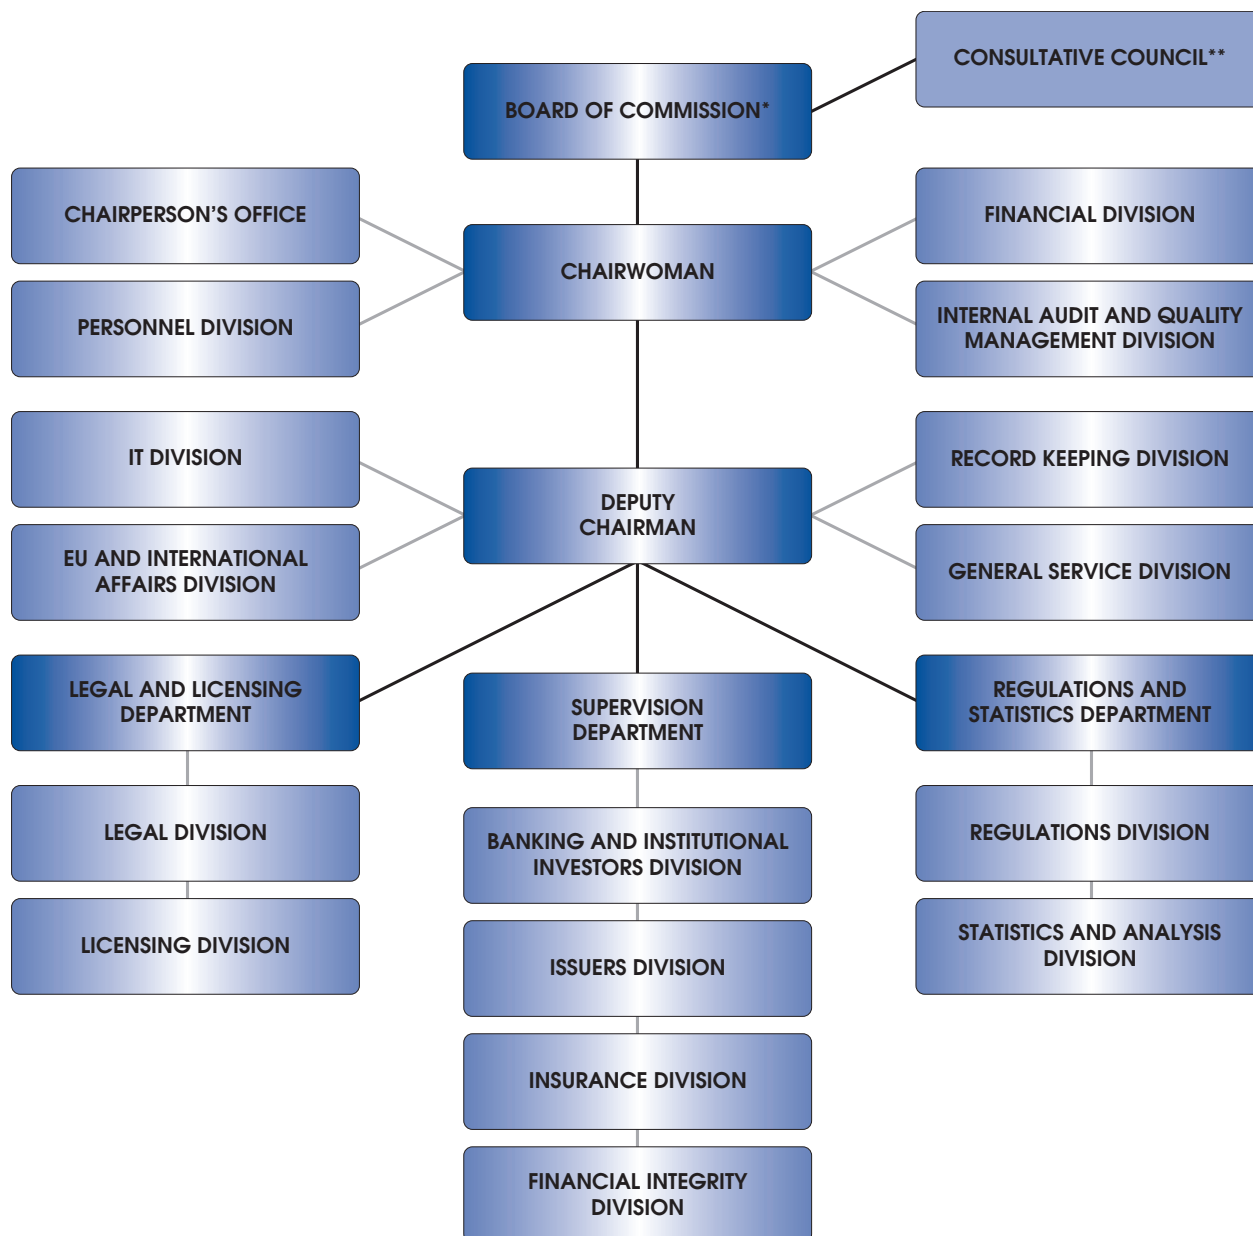 CONSULTATIVE COUNCIL**
BOARD OF COMMISSION*
CHAIRPERSON’S OFFICE
FINANCIAL DIVISION
CHAIRWOMAN
PERSONNEL DIVISION
INTERNAL AUDIT AND QUALITY
MANAGEMENT DIVISION
IT DIVISION
RECORD KEEPING DIVISION
DEPUTY
CHAIRMAN
EU AND INTERNATIONAL
AFFAIRS DIVISION
GENERAL SERVICE DIVISION
LEGAL AND LICENSING
DEPARTMENT
SUPERVISION
DEPARTMENT
REGULATIONS AND
STATISTICS DEPARTMENT
LEGAL DIVISION
BANKING AND INSTITUTIONAL
INVESTORS DIVISION
REGULATIONS DIVISION
LICENSING DIVISION
ISSUERS DIVISION
STATISTICS AND ANALYSIS
DIVISION
INSURANCE DIVISION
FINANCIAL INTEGRITY
DIVISION